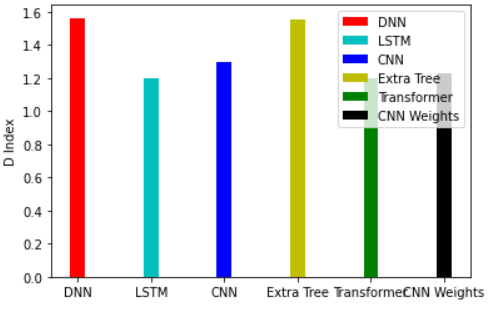 1.6
1.4
1.2
1.0
0.8
0.6
0.4
0.2
0.0
D Index
DNN
LSTM
CNN
Extra Tree
Transformer
CNN Weights
DNN LSTM CNN Extra Tree Transformer CNN Weights